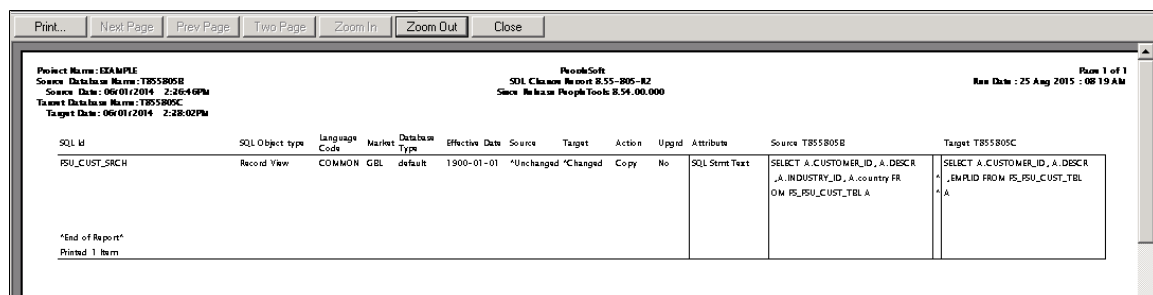 Print... Next Page Prev Page Two Page Zoom In Zoom Out Close
Project Name: EXAMPLE PeopleSoft Page 1 of 1
Source Database Name: T855805B SQL Change Report 8.55-805-R2 Run Date : 25 Aug 2015 : 08:19 AM
Source Date: 06/01/2014 2:26:46PM Since Release PeopleTools 8.54.00.000
Target Database Name: T855805C
Target Date: 06/01/2014 2:28:02PM
SQL Id SQL Object type Language Code Market Database Type Effective Date Source Target Action Upgrd Attribute Source T855805B Target T855805C
FSU_CUST_SRCH Record View COMMON GBL default 1900-01-01 *Unchanged *Changed Copy No SQL Stmt Text SELECT A.CUSTOMER_ID, A.DESCR SELECT A.CUSTOMER_ID, A.DESCR
, A.INDUSTRY_ID, A.country FR * , EMPLID FROM PS_FSU_CUST_TBL
OM PS_FSU_CUST_TBL A * A
*End of Report*
Printed 1 Item